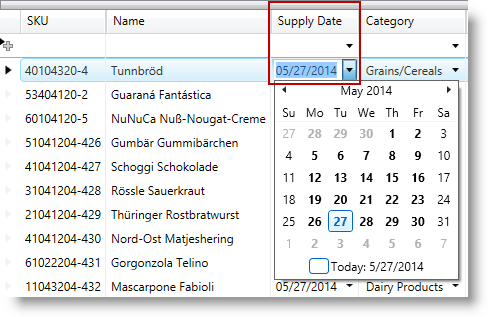 SKU Name Supply Date Category
40104320-4 Tunnbröd 05/27/2014 Grains/Cereals
53404120-2 Guaraná Fantástica
60104120-5 NuNuCa Nuß-Nougat-Creme
51041204-426 Gumbär Gummibärchen
41041204-427 Schoggi Schokolade
31041204-428 Rössle Sauerkraut
21041204-429 Thüringer Rostbratwurst
41041204-430 Nord-Ost Matjeshering
61022204-431 Gorgonzola Telino
11043204-432 Mascarpone Fabioli 05/27/2014 Dairy Products
May 2014
Su Mo Tu We Th Fr Sa
27 28 29 30 1 2 3
4 5 6 7 8 9 10
11 12 13 14 15 16 17
18 19 20 21 22 23 24
25 26 27 28 29 30 31
1 2 3 4 5 6 7
Today: 5/27/2014